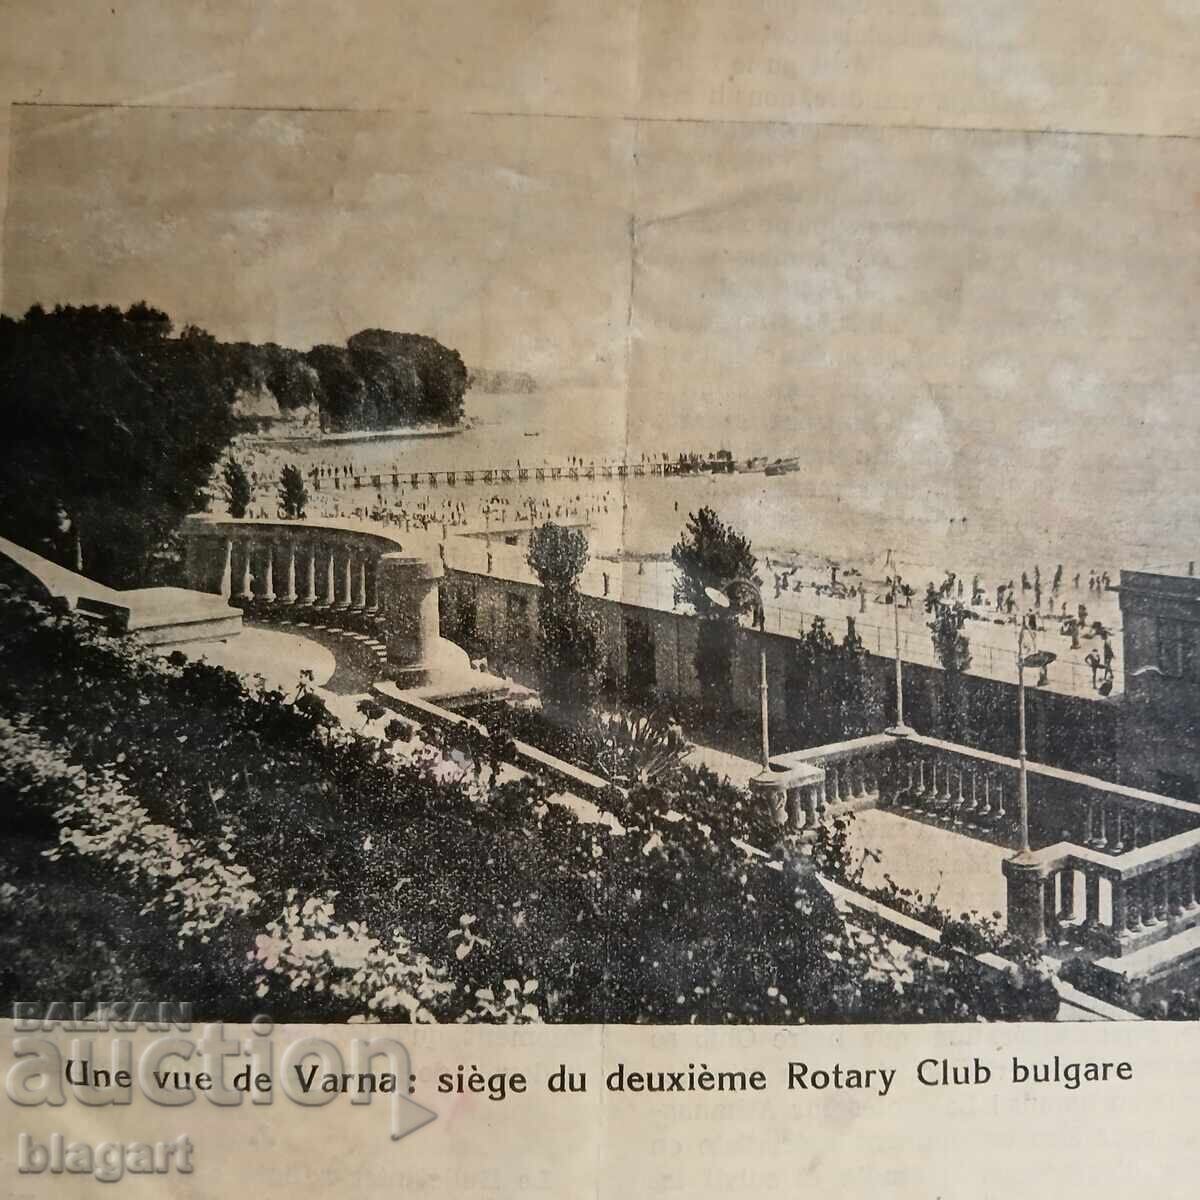 Une vue de Varna: siège du deuxième Rotary Club bulgare
BALKAN
auction
blagart